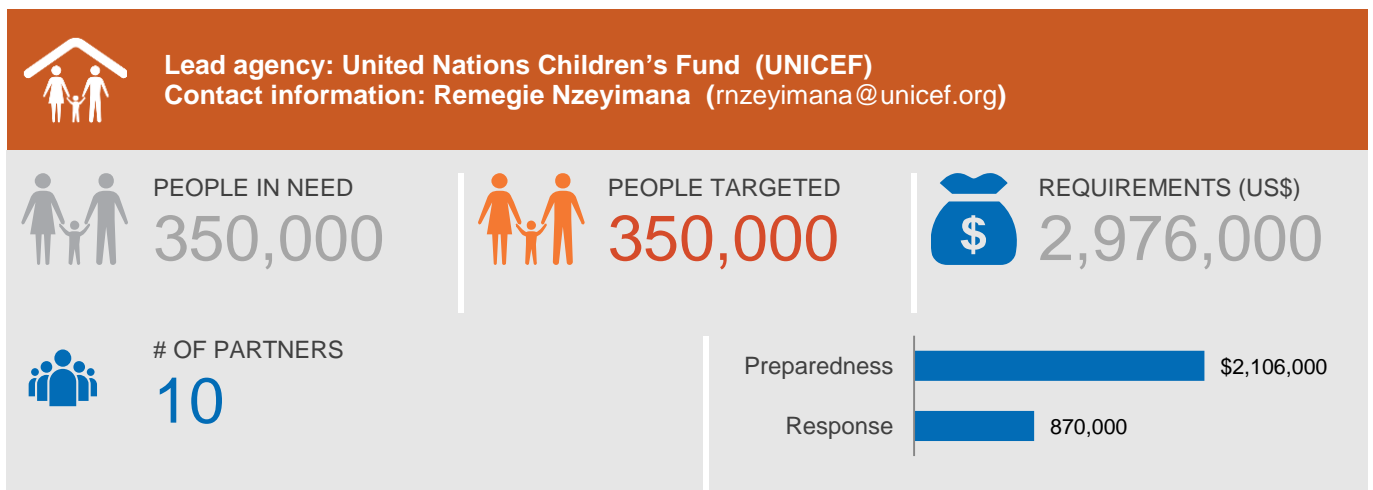 Lead agency: United Nations Children’s Fund (UNICEF)
Contact information: Remegie Nzeyimana (rnzeyimana@unicef.org)
PEOPLE IN NEED
350,000
PEOPLE TARGETED
350,000
$
REQUIREMENTS (US$)
2,976,000
# OF PARTNERS
10
Preparedness $2,106,000
Response 870,000